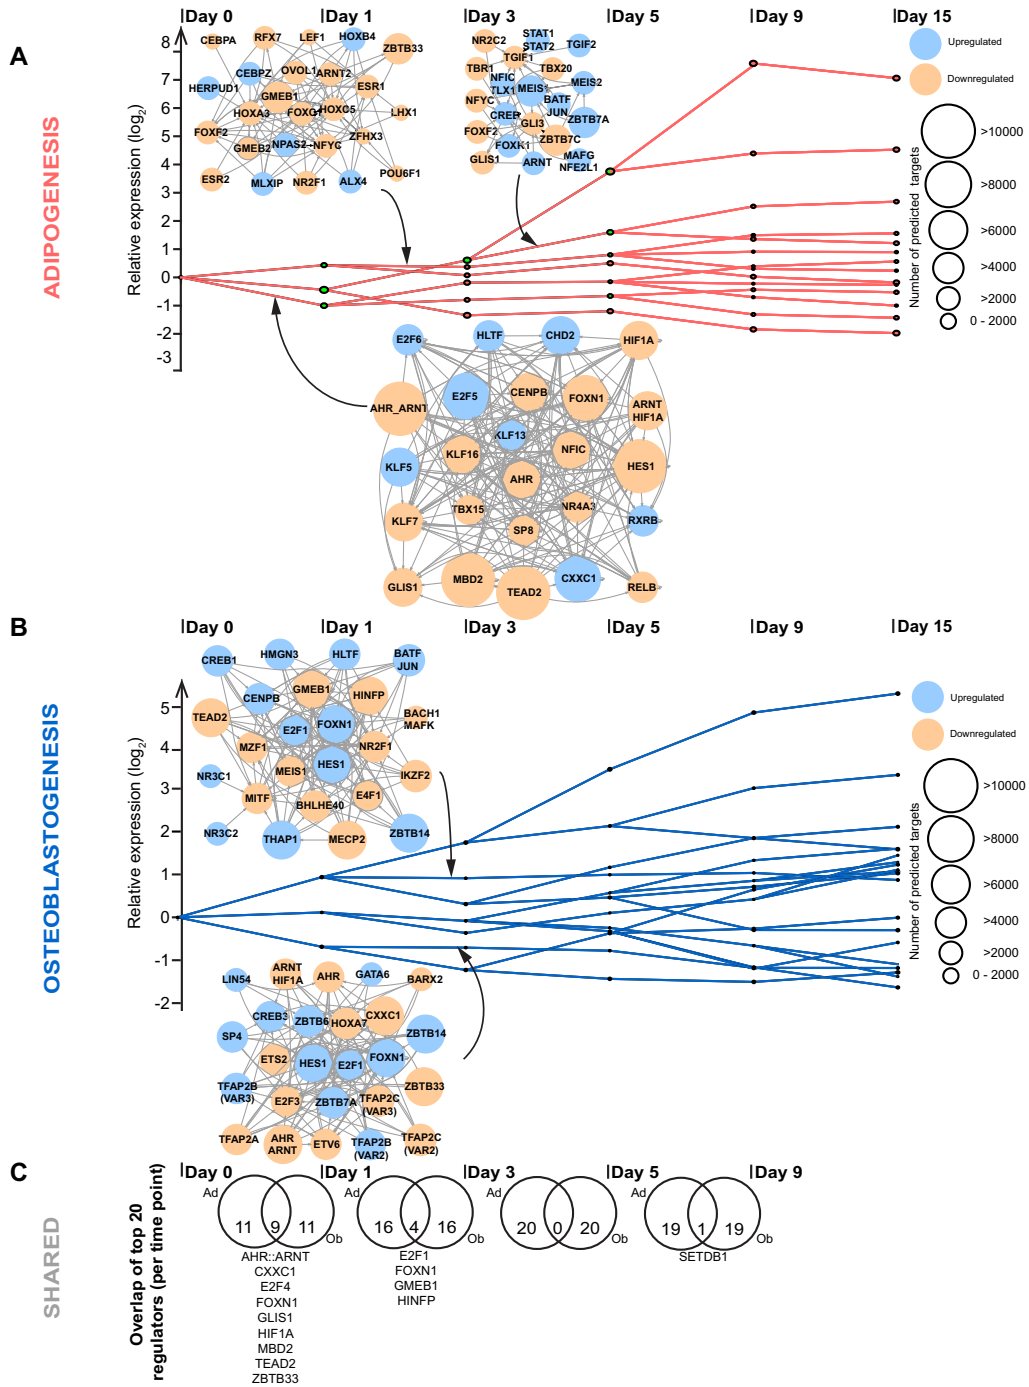 A
Day 0
Day 1
Day 3
Day 5
Day 9
Day 15
ADIPOGENESIS
Relative expression (log2)
8
7
6
5
4
3
2
1
0
-1
-2
-3
CEBPA
RFX7
LEF1
HOXB4
ZBTB33
HERPUD1
CEBPZ
OVOL1
ARNT2
ESR1
GMEB1
HOXA3
FOXG1
HOXC5
LHX1
FOXF2
GMEB2
NPAS2
NFYC
ZFHX3
ESR2
MLXIP
NR2F1
ALX4
POU6F1
NR2C2
STAT1
STAT2
TGIF2
TGIF1
TBR1
TBX20
NFIC
TLX1
MEIS1
MEIS2
NFYC
BATF
JUN
CREB
GLI3
ZBTB7A
FOXF2
FOXK1
ZBTB7C
GLIS1
ARNT
MAFG
NFE2L1
Upregulated
Downregulated
Number of predicted targets
>10000
>8000
>6000
>4000
>2000
0 - 2000
E2F6
HLTF
CHD2
HIF1A
AHR_ARNT
E2F5
CENPB
FOXN1
ARNT
HIF1A
KLF13
KLF5
KLF16
NFIC
HES1
AHR
KLF7
TBX15
NR4A3
RXRB
SP8
GLIS1
MBD2
TEAD2
CXXC1
RELB
B
Day 0
Day 1
Day 3
Day 5
Day 9
Day 15
OSTEOBLASTOGENESIS
Relative expression (log2)
5
4
3
2
1
0
-1
-2
CREB1
HMGN3
HLTF
BATF
JUN
CENPB
GMEB1
HINFP
TEAD2
E2F1
FOXN1
BACH1
MAFK
MZF1
NR2F1
NR3C1
MEIS1
HES1
IKZF2
MITF
BHLHE40
E4F1
NR3C2
THAP1
MECP2
ZBTB14
Upregulated
Downregulated
Number of predicted targets
>10000
>8000
>6000
>4000
>2000
0 - 2000
LIN54
ARNT
HIF1A
AHR
GATA6
BARX2
CREB3
ZBTB6
HOXA7
CXXC1
SP4
ZBTB14
ETS2
HES1
E2F1
FOXN1
TFAP2B
(VAR3)
E2F3
ZBTB7A
TFAP2C
(VAR3)
ZBTB33
TFAP2A
AHR
ARNT
ETV6
TFAP2B
(VAR2)
TFAP2C
(VAR2)
C
Day 0
Day 1
Day 3
Day 5
Day 9
SHARED
Overlap of top 20
regulators (per time point)
Ad
11
9
11
Ob
AHR::ARNT
CXXC1
E2F4
FOXN1
GLIS1
HIF1A
MBD2
TEAD2
ZBTB33
Ad
16
4
16
Ob
E2F1
FOXN1
GMEB1
HINFP
Ad
20
0
20
Ob
Ad
19
1
19
Ob
SETDB1